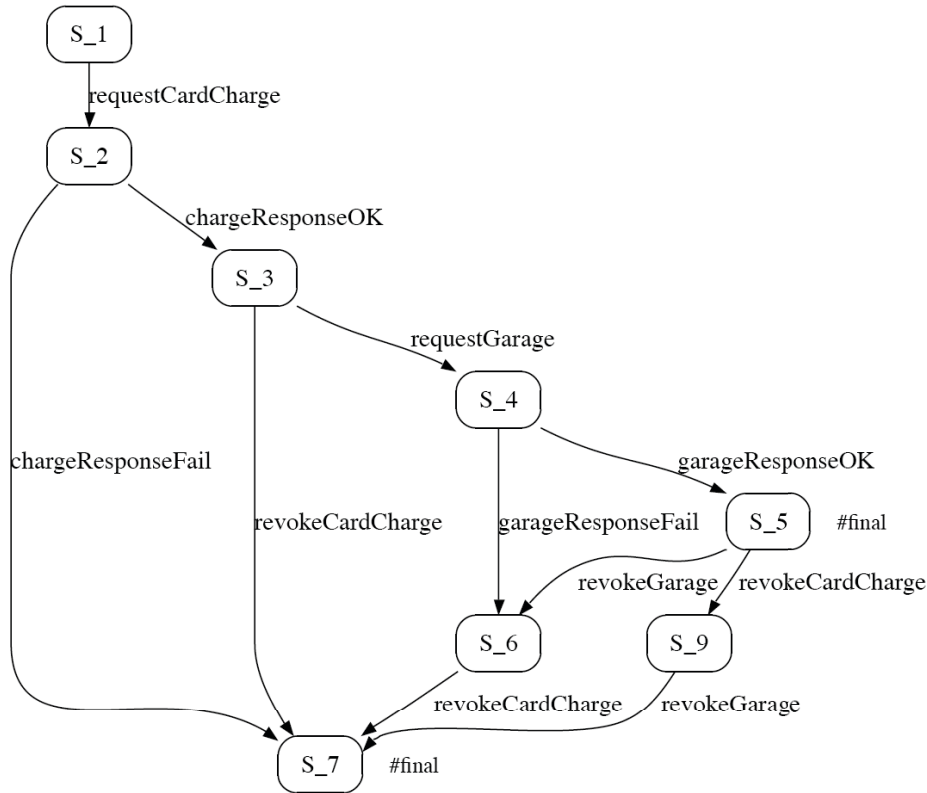 S_1
requestCardCharge
S_2
chargeResponseOK
S_3
requestGarage
S_4
chargeResponseFail
garageResponseOK
revokeCardCharge
garageResponseFail
S_5
#final
revokeGarage
revokeCardCharge
S_6
S_9
revokeCardCharge
revokeGarage
S_7
#final